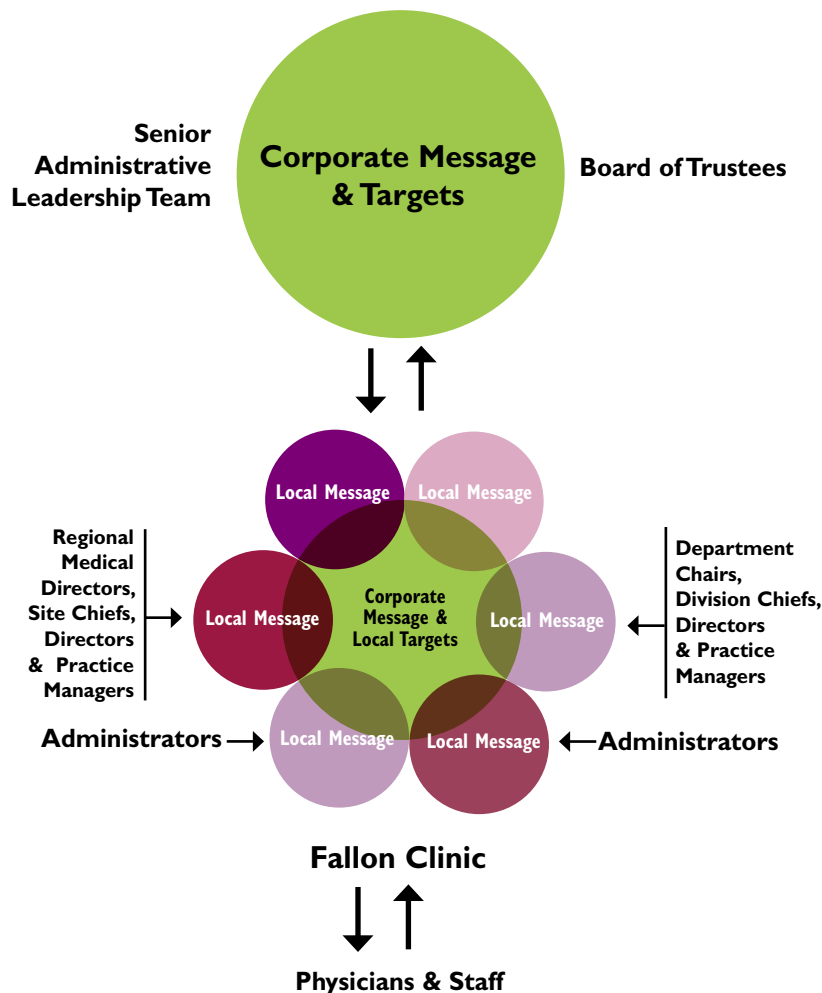 Senior
Administrative
Leadership Team
Corporate Message
& Targets
Board of Trustees
Local Message
Local Message
Regional
Medical
Directors,
Site Chiefs,
Directors
& Practice
Managers
Local Message
Corporate
Message &
Local Targets
Local Message
Department
Chairs,
Division Chiefs,
Directors
& Practice
Managers
Administrators
Local Message
Local Message
Administrators
Fallon Clinic
Physicians & Staff